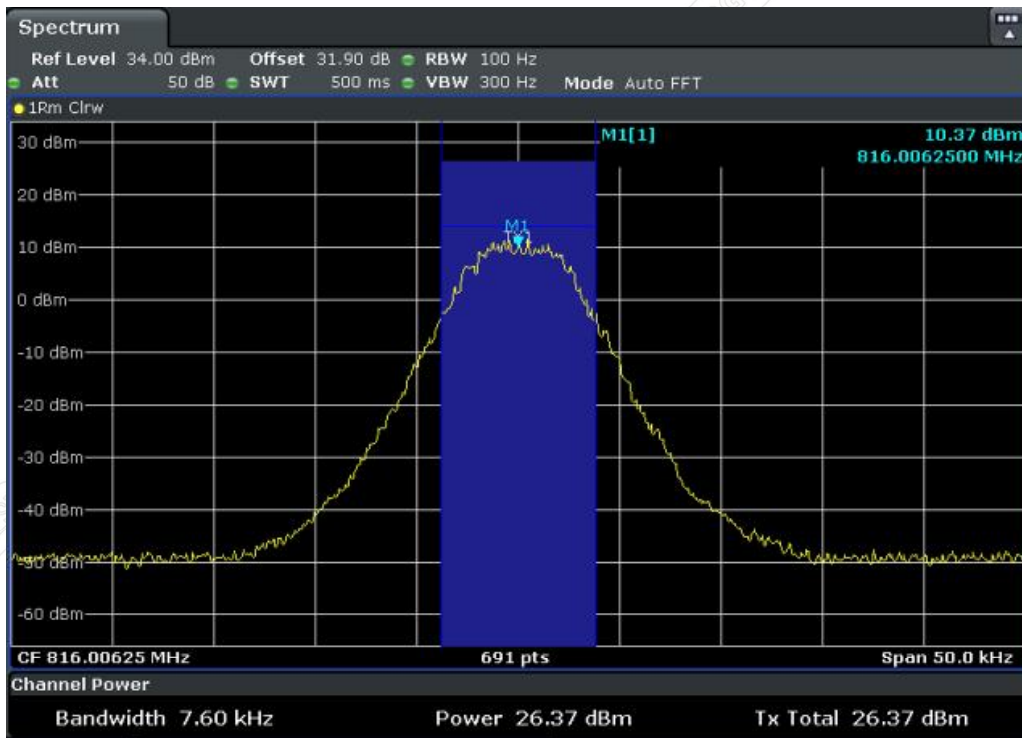 Spectrum
Ref Level 34.00 dBm Offset 31.90 dB RBW 100 Hz
Att 50 dB SWT 500 ms VBW 300 Hz Mode Auto FFT
1Rm Clrw
M1[1] 10.37 dBm
816.0062500 MHz
30 dBm
20 dBm
M1
10 dBm
0 dBm
-10 dBm
-20 dBm
-30 dBm
-40 dBm
-50 dBm
-60 dBm
CF 816.00625 MHz 691 pts Span 50.0 kHz
Channel Power
Bandwidth 7.60 kHz Power 26.37 dBm Tx Total 26.37 dBm